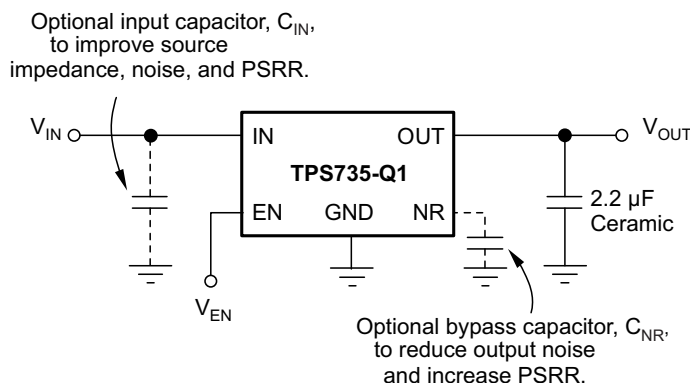 Optional input capacitor, C_IN,
to improve source
impedance, noise, and PSRR.
V_IN
IN
OUT
V_OUT
TPS735-Q1
EN
GND
NR
2.2 µF
Ceramic
V_EN
Optional bypass capacitor, C_NR,
to reduce output noise
and increase PSRR.